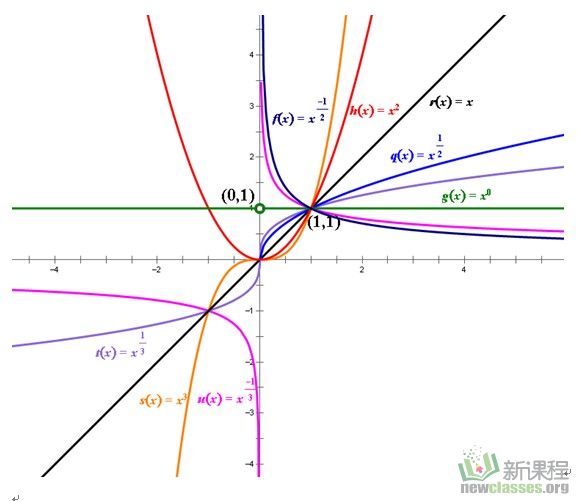 4
f(x) = x^(-1/2)
h(x) = x²
r(x) = x
3
2
q(x) = x^(1/2)
(0,1)
1
g(x) = x⁰
(1,1)
-4
-2
2
4
-1
t(x) = x^(1/3)
-2
s(x) = x³
u(x) = x^(-1/3)
-3
-4
新课程
newclasses.org